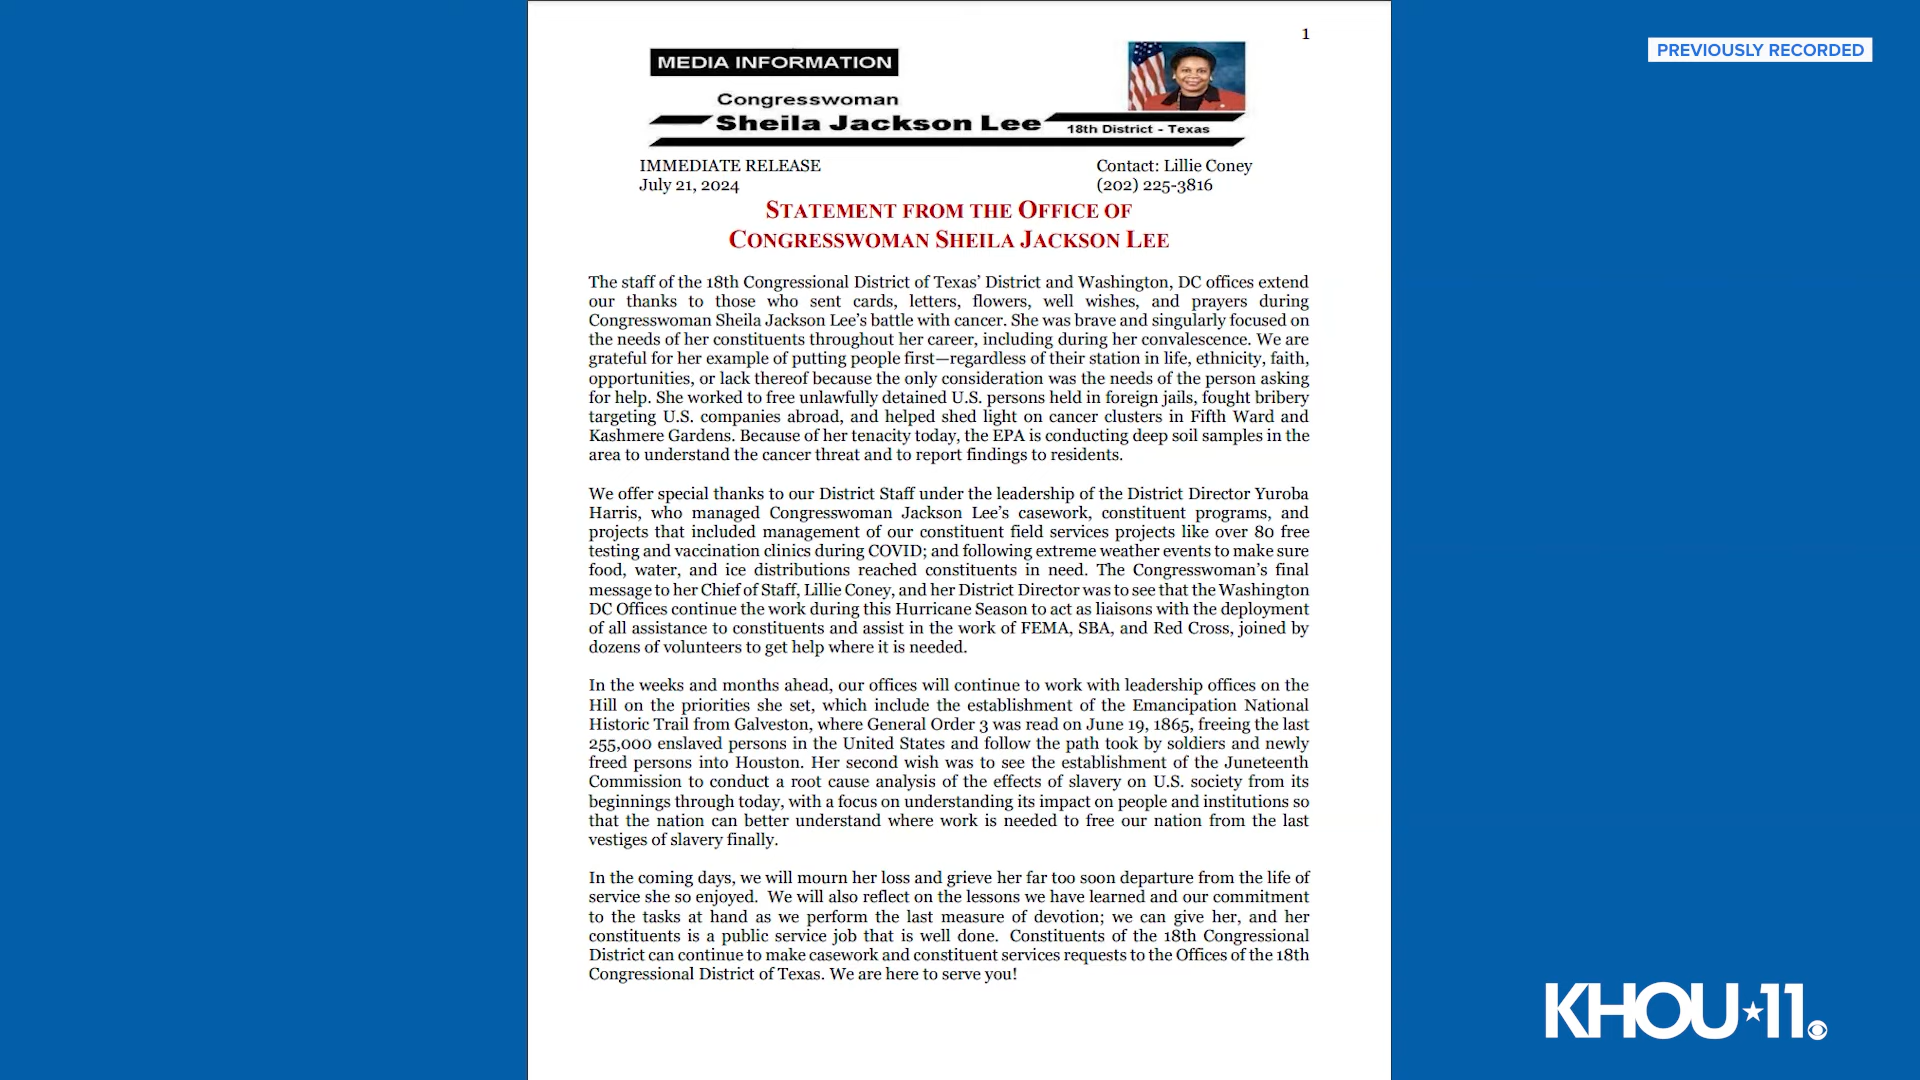 1
PREVIOUSLY RECORDED
MEDIA INFORMATION
Congresswoman
Sheila Jackson Lee
18th District - Texas
IMMEDIATE RELEASE
Contact: Lillie Coney
July 21, 2024
(202) 225-3816
STATEMENT FROM THE OFFICE OF
CONGRESSWOMAN SHEILA JACKSON LEE
The staff of the 18th Congressional District of Texas' District and Washington, DC offices extend
our thanks to those who sent cards, letters, flowers, well wishes, and prayers during
Congresswoman Sheila Jackson Lee's battle with cancer. She was brave and singularly focused on
the needs of her constituents throughout her career, including during her convalescence. We are
grateful for her example of putting people first—regardless of their station in life, ethnicity, faith,
opportunities, or lack thereof because the only consideration was the needs of the person asking
for help. She worked to free unlawfully detained U.S. persons held in foreign jails, fought bribery
targeting U.S. companies abroad, and helped shed light on cancer clusters in Fifth Ward and
Kashmere Gardens. Because of her tenacity today, the EPA is conducting deep soil samples in the
area to understand the cancer threat and to report findings to residents.
We offer special thanks to our District Staff under the leadership of the District Director Yuroba
Harris, who managed Congresswoman Jackson Lee's casework, constituent programs, and
projects that included management of our constituent field services projects like over 80 free
testing and vaccination clinics during COVID; and following extreme weather events to make sure
food, water, and ice distributions reached constituents in need. The Congresswoman's final
message to her Chief of Staff, Lillie Coney, and her District Director was to see that the Washington
DC Offices continue the work during this Hurricane Season to act as liaisons with the deployment
of all assistance to constituents and assist in the work of FEMA, SBA, and Red Cross, joined by
dozens of volunteers to get help where it is needed.
In the weeks and months ahead, our offices will continue to work with leadership offices on the
Hill on the priorities she set, which include the establishment of the Emancipation National
Historic Trail from Galveston, where General Order 3 was read on June 19, 1865, freeing the last
255,000 enslaved persons in the United States and follow the path took by soldiers and newly
freed persons into Houston. Her second wish was to see the establishment of the Juneteenth
Commission to conduct a root cause analysis of the effects of slavery on U.S. society from its
beginnings through today, with a focus on understanding its impact on people and institutions so
that the nation can better understand where work is needed to free our nation from the last
vestiges of slavery finally.
In the coming days, we will mourn her loss and grieve her far too soon departure from the life of
service she so enjoyed. We will also reflect on the lessons we have learned and our commitment
to the tasks at hand as we perform the last measure of devotion; we can give her, and her
constituents is a public service job that is well done. Constituents of the 18th Congressional
District can continue to make casework and constituent services requests to the Offices of the 18th
Congressional District of Texas. We are here to serve you!
KHOU★11